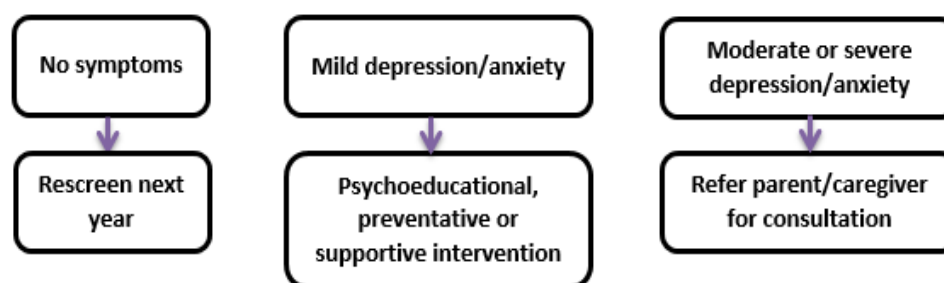 No symptoms
Rescreen next
year
Mild depression/anxiety
Psychoeducational,
preventative or
supportive intervention
Moderate or severe
depression/anxiety
Refer parent/caregiver
for consultation